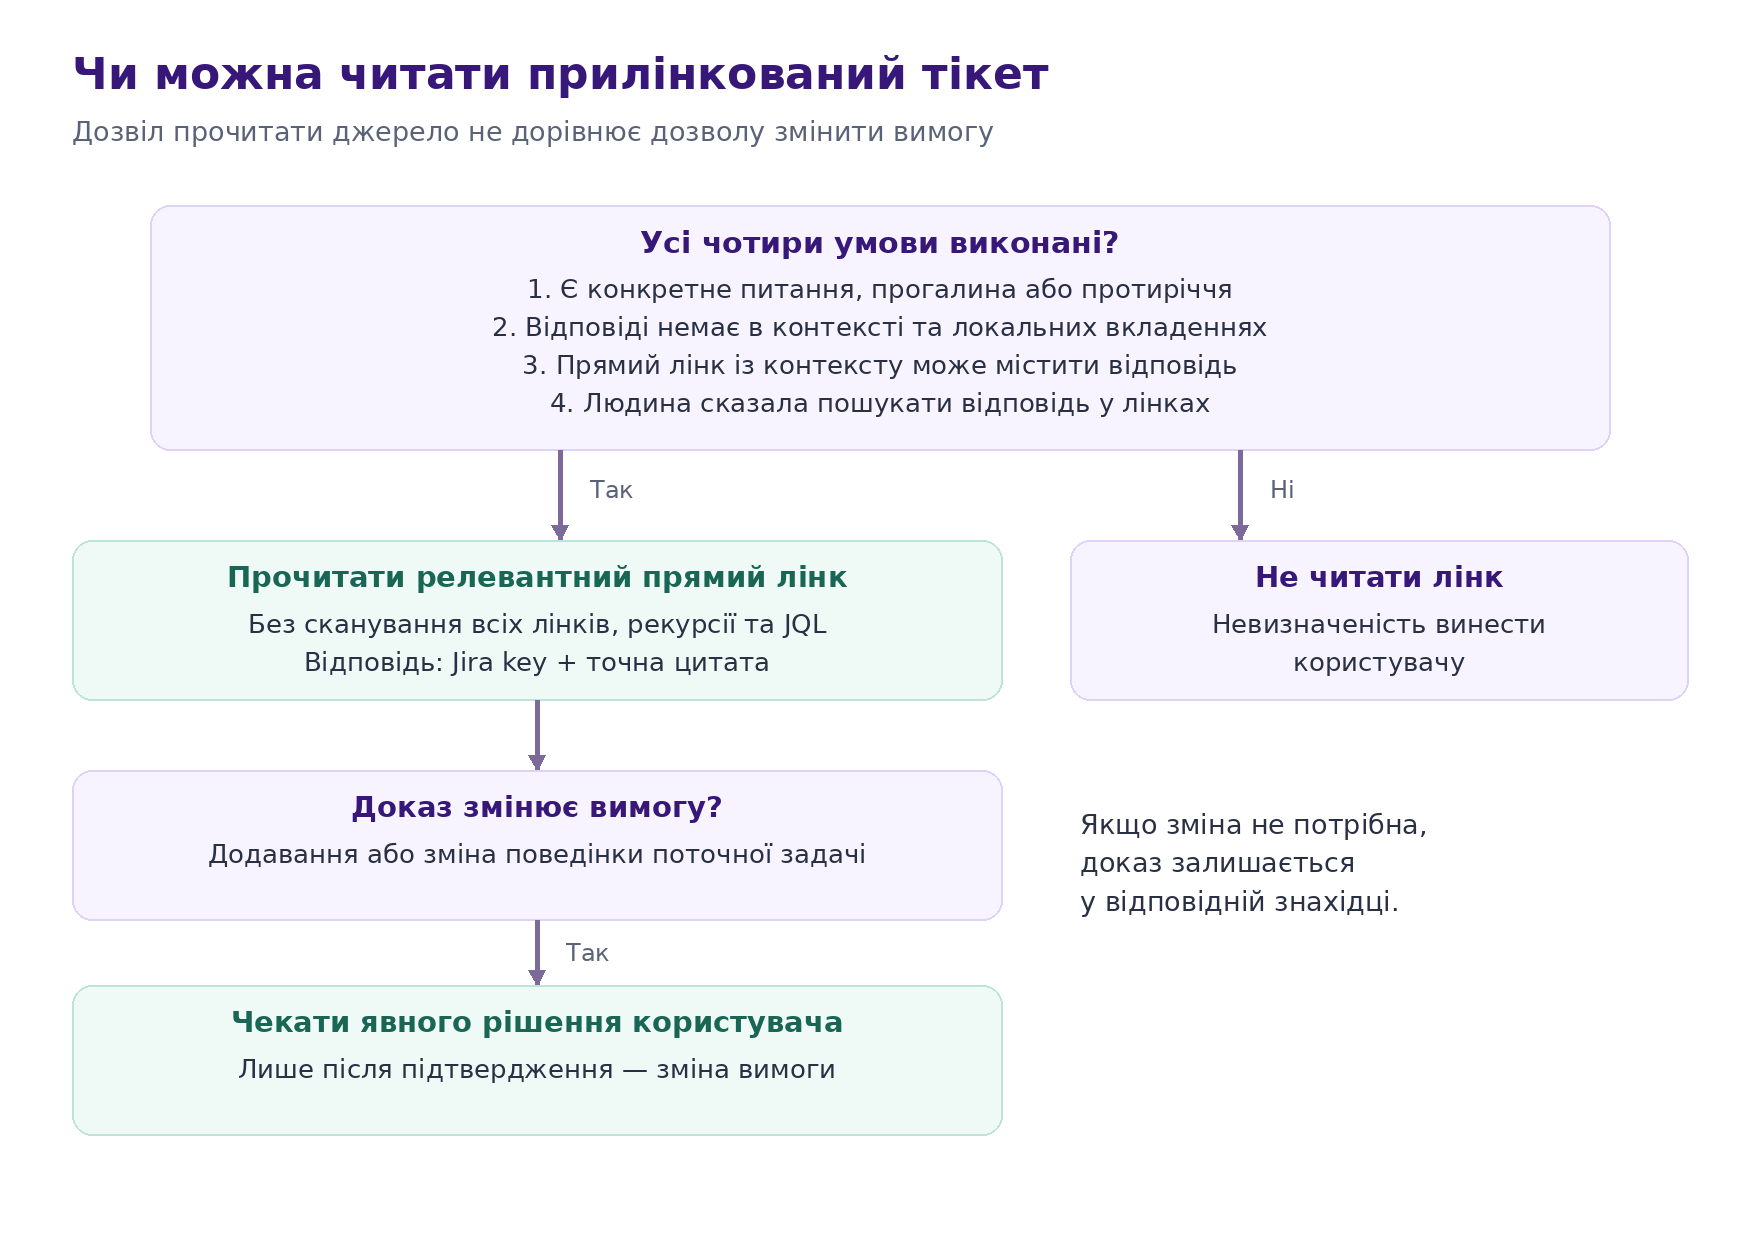 Чи можна читати прилінкований тікет
Дозвіл прочитати джерело не дорівнює дозволу змінити вимогу
Усі чотири умови виконані?
1. Є конкретне питання, прогалина або протиріччя
2. Відповіді немає в контексті та локальних вкладеннях
3. Прямий лінк із контексту може містити відповідь
4. Людина сказала пошукати відповідь у лінках
Так
Ні
Прочитати релевантний прямий лінк
Без сканування всіх лінків, рекурсії та JQL
Відповідь: Jira key + точна цитата
Не читати лінк
Невизначеність винести
користувачу
Доказ змінює вимогу?
Додавання або зміна поведінки поточної задачі
Якщо зміна не потрібна,
доказ залишається
у відповідній знахідці.
Так
Чекати явного рішення користувача
Лише після підтвердження — зміна вимоги